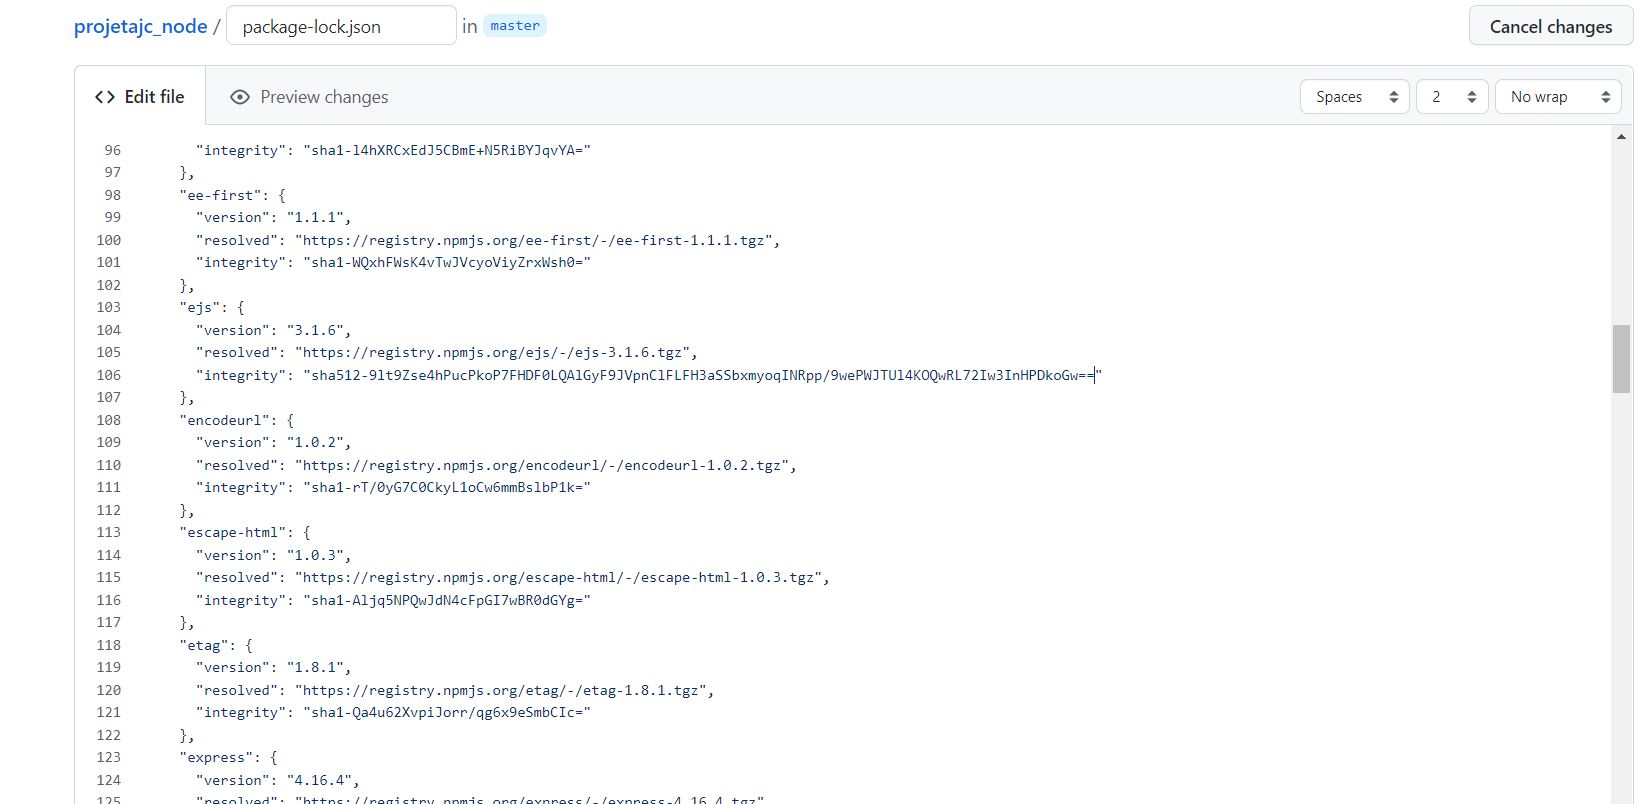 projetajc_node / package-lock.json in master Cancel changes
<> Edit file Preview changes Spaces 2 No wrap
96 "integrity": "sha1-l4hXRCxEdJ5CBmE+N5RiBYJqvYA="
97 },
98 "ee-first": {
99 "version": "1.1.1",
100 "resolved": "https://registry.npmjs.org/ee-first/-/ee-first-1.1.1.tgz",
101 "integrity": "sha1-WQxhFWsK4vTwJVcyoViyZrxWsh0="
102 },
103 "ejs": {
104 "version": "3.1.6",
105 "resolved": "https://registry.npmjs.org/ejs/-/ejs-3.1.6.tgz",
106 "integrity": "sha512-9lt9Zse4hPucPkoP7FHDF0LQAlGyF9JVpnClFLFH3aSSbxmyoqINRpp/9wePWJTUl4KOQwRL72Iw3InHPDkoGw=="
107 },
108 "encodeurl": {
109 "version": "1.0.2",
110 "resolved": "https://registry.npmjs.org/encodeurl/-/encodeurl-1.0.2.tgz",
111 "integrity": "sha1-rT/0yG7C0CkyL1oCw6mmBslbP1k="
112 },
113 "escape-html": {
114 "version": "1.0.3",
115 "resolved": "https://registry.npmjs.org/escape-html/-/escape-html-1.0.3.tgz",
116 "integrity": "sha1-Aljq5NPQwJdN4cFpGI7wBR0dGYg="
117 },
118 "etag": {
119 "version": "1.8.1",
120 "resolved": "https://registry.npmjs.org/etag/-/etag-1.8.1.tgz",
121 "integrity": "sha1-Qa4u62XvpiJorr/qg6x9eSmbCIc="
122 },
123 "express": {
124 "version": "4.16.4",
125 "resolved": "https://registry.npmjs.org/express/-/express-4.16.4.tgz"